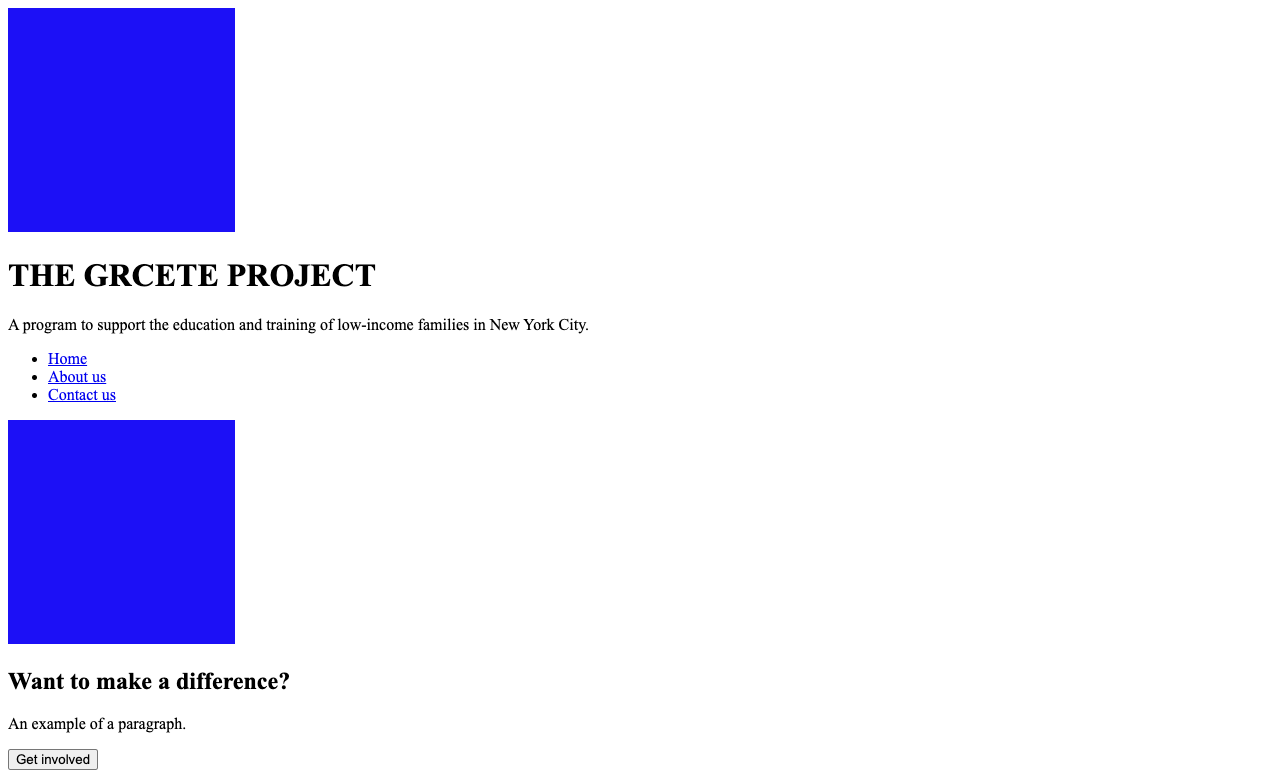 THE GRCETE PROJECT
A program to support the education and training of low-income families in New York City.
Home
About us
Contact us
Want to make a difference?
An example of a paragraph.
Get involved